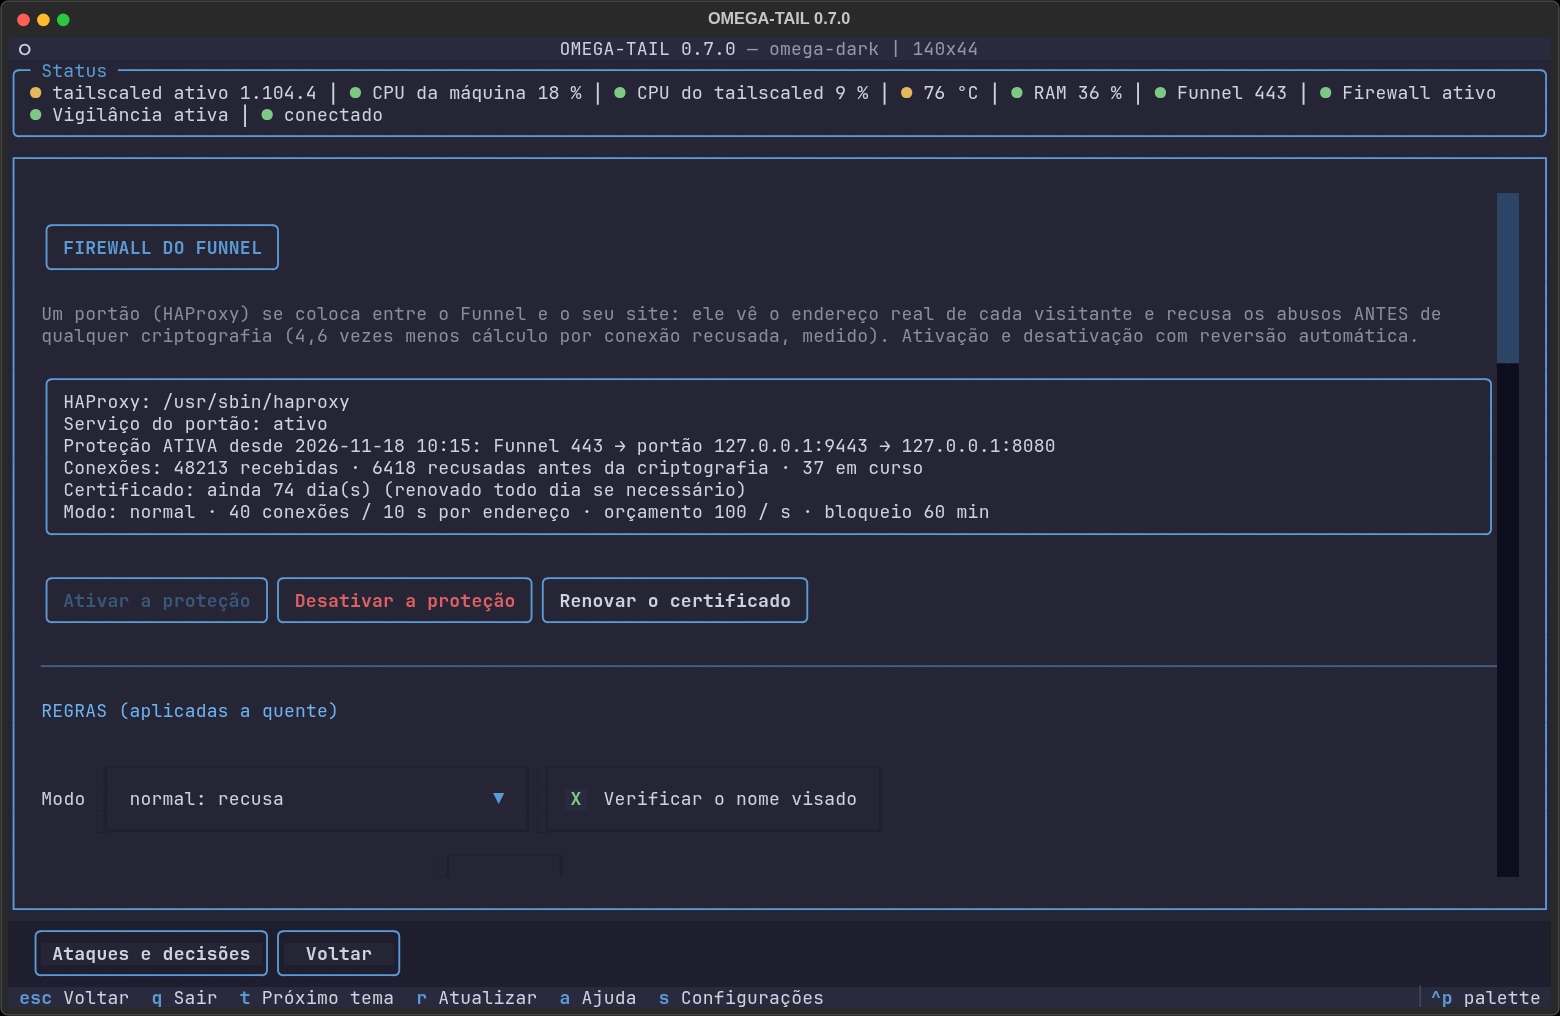 OMEGA-TAIL 0.7.0
OMEGA-TAIL 0.7.0 — omega-dark | 140x44
Status
tailscaled ativo 1.104.4 | CPU da máquina 18 % | CPU do tailscaled 9 % | 76 °C | RAM 36 % | Funnel 443 | Firewall ativo
Vigilância ativa | conectado
FIREWALL DO FUNNEL
Um portão (HAProxy) se coloca entre o Funnel e o seu site: ele vê o endereço real de cada visitante e recusa os abusos ANTES de
qualquer criptografia (4,6 vezes menos cálculo por conexão recusada, medido). Ativação e desativação com reversão automática.
HAProxy: /usr/sbin/haproxy
Serviço do portão: ativo
Proteção ATIVA desde 2026-11-18 10:15: Funnel 443 → portão 127.0.0.1:9443 → 127.0.0.1:8080
Conexões: 48213 recebidas · 6418 recusadas antes da criptografia · 37 em curso
Certificado: ainda 74 dia(s) (renovado todo dia se necessário)
Modo: normal · 40 conexões / 10 s por endereço · orçamento 100 / s · bloqueio 60 min
Ativar a proteção Desativar a proteção Renovar o certificado
REGRAS (aplicadas a quente)
Modo normal: recusa ▼ X Verificar o nome visado
Ataques e decisões Voltar
esc Voltar q Sair t Próximo tema r Atualizar a Ajuda s Configurações ^p palette